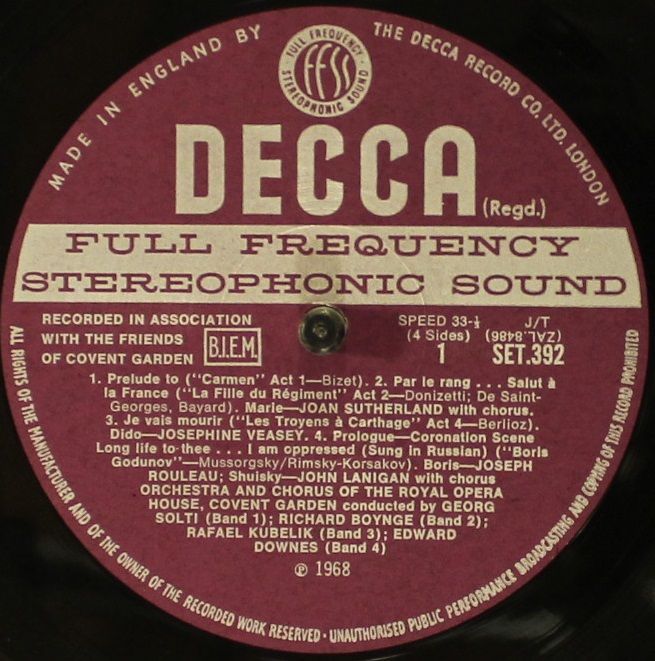 MADE IN ENGLAND BY
THE DECCA RECORD CO. LTD. LONDON
FULL FREQUENCY
FFSS
STEREOPHONIC SOUND
DECCA
(Regd.)
FULL FREQUENCY
STEREOPHONIC SOUND
RECORDED IN ASSOCIATION
WITH THE FRIENDS
OF COVENT GARDEN
B.I.E.M.
SPEED 33-⅓
(4 Sides)
1
J/T
(ZAL.8486)
SET.392
1. Prelude to ("Carmen" Act 1—Bizet). 2. Par le rang . . . Salut à
la France ("La Fille du Régiment" Act 2—Donizetti; De Saint-
Georges, Bayard). Marie—JOAN SUTHERLAND with chorus.
3. Je vais mourir ("Les Troyens à Carthage" Act 4—Berlioz).
Dido—JOSEPHINE VEASEY. 4. Prologue—Coronation Scene
Long life to thee . . . I am oppressed (Sung in Russian) ("Boris
Godunov"—Mussorgsky/Rimsky-Korsakov). Boris—JOSEPH
ROULEAU; Shuisky—JOHN LANIGAN with chorus
ORCHESTRA AND CHORUS OF THE ROYAL OPERA
HOUSE, COVENT GARDEN conducted by GEORG
SOLTI (Band 1); RICHARD BOYNGE (Band 2);
RAFAEL KUBELIK (Band 3); EDWARD
DOWNES (Band 4)
℗ 1968
ALL RIGHTS OF THE MANUFACTURER AND OF THE OWNER OF THE RECORDED WORK RESERVED · UNAUTHORISED PUBLIC PERFORMANCE BROADCASTING AND COPYING OF THIS RECORD PROHIBITED